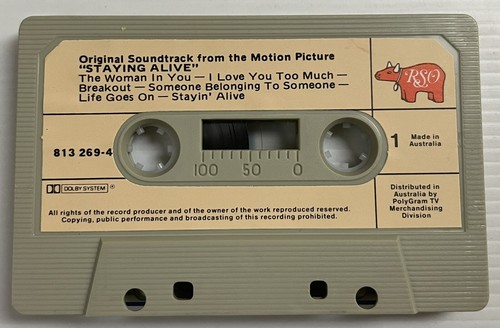 Original Soundtrack from the Motion Picture
"STAYING ALIVE"
The Woman In You — I Love You Too Much —
Breakout — Someone Belonging To Someone —
Life Goes On — Stayin' Alive
RSO
813 269-4
1
Made in
Australia
100 50 0
DOLBY SYSTEM ®
Distributed in
Australia by
PolyGram TV
Merchandising
Division
All rights of the record producer and of the owner of the work reproduced reserved.
Copying, public performance and broadcasting of this recording prohibited.